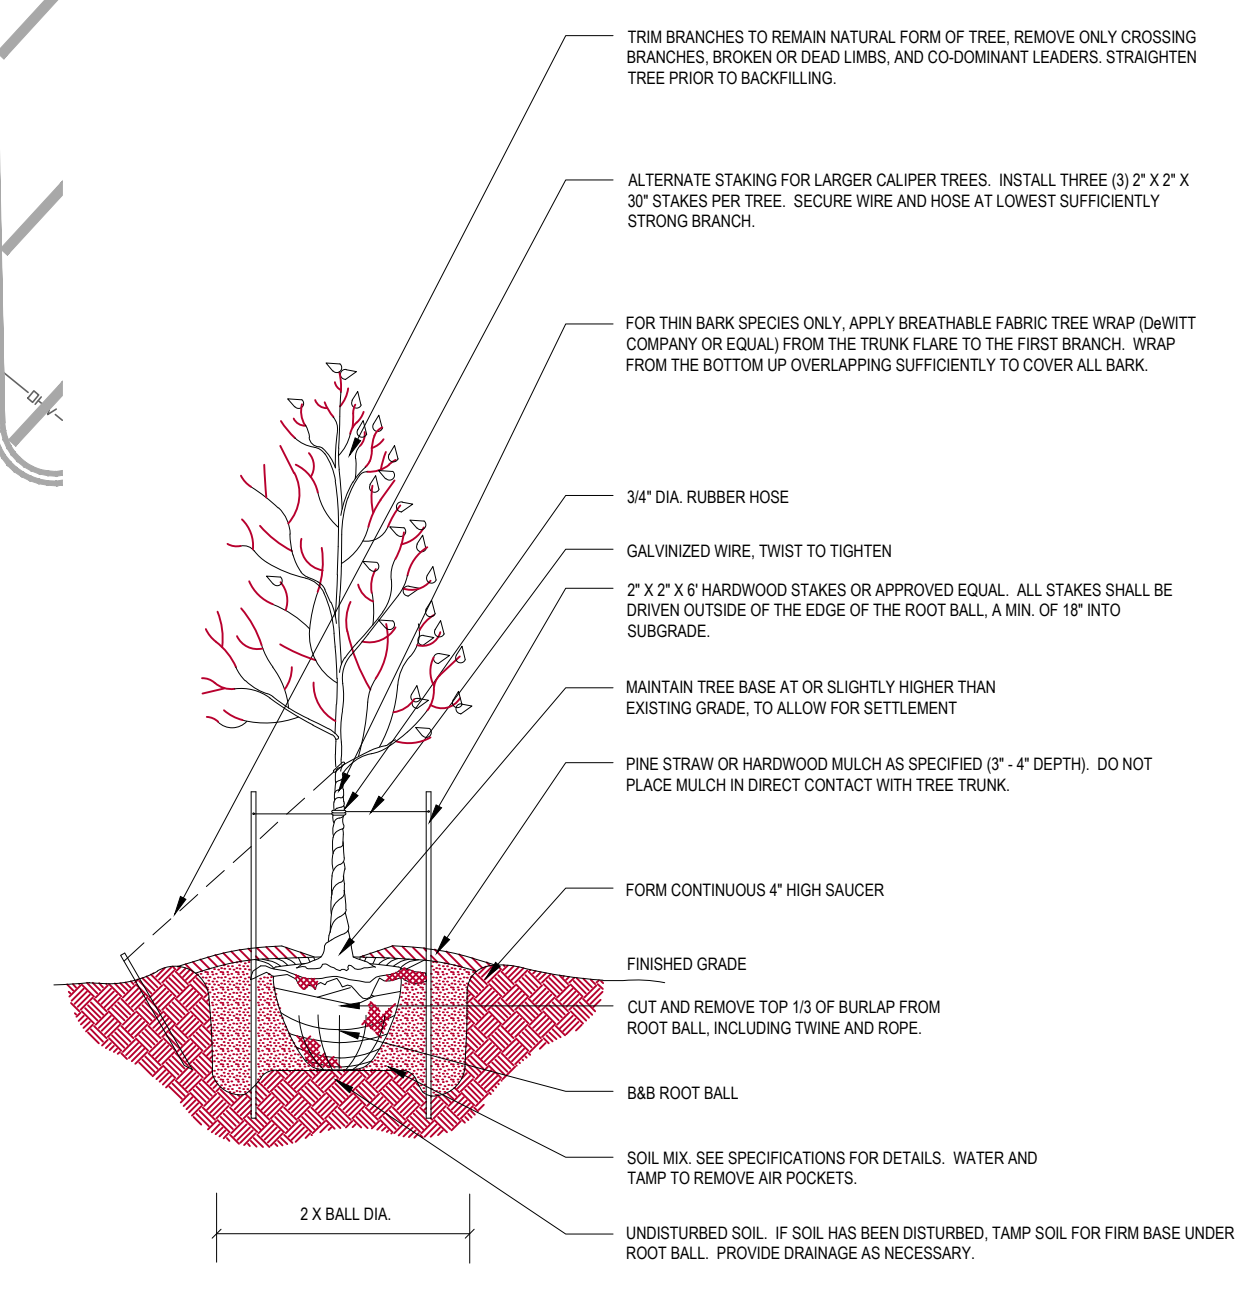 TRIM BRANCHES TO REMAIN NATURAL FORM OF TREE, REMOVE ONLY CROSSING
BRANCHES, BROKEN OR DEAD LIMBS, AND CO-DOMINANT LEADERS. STRAIGHTEN
TREE PRIOR TO BACKFILLING.
ALTERNATE STAKING FOR LARGER CALIPER TREES. INSTALL THREE (3) 2" X 2" X
30" STAKES PER TREE. SECURE WIRE AND HOSE AT LOWEST SUFFICIENTLY
STRONG BRANCH.
FOR THIN BARK SPECIES ONLY, APPLY BREATHABLE FABRIC TREE WRAP (DeWITT
COMPANY OR EQUAL) FROM THE TRUNK FLARE TO THE FIRST BRANCH. WRAP
FROM THE BOTTOM UP OVERLAPPING SUFFICIENTLY TO COVER ALL BARK.
3/4" DIA. RUBBER HOSE
GALVINIZED WIRE, TWIST TO TIGHTEN
2" X 2" X 6' HARDWOOD STAKES OR APPROVED EQUAL. ALL STAKES SHALL BE
DRIVEN OUTSIDE OF THE EDGE OF THE ROOT BALL, A MIN. OF 18" INTO
SUBGRADE.
MAINTAIN TREE BASE AT OR SLIGHTLY HIGHER THAN
EXISTING GRADE, TO ALLOW FOR SETTLEMENT
PINE STRAW OR HARDWOOD MULCH AS SPECIFIED (3" - 4" DEPTH). DO NOT
PLACE MULCH IN DIRECT CONTACT WITH TREE TRUNK.
FORM CONTINUOUS 4" HIGH SAUCER
FINISHED GRADE
CUT AND REMOVE TOP 1/3 OF BURLAP FROM
ROOT BALL, INCLUDING TWINE AND ROPE.
B&B ROOT BALL
SOIL MIX. SEE SPECIFICATIONS FOR DETAILS. WATER AND
TAMP TO REMOVE AIR POCKETS.
2 X BALL DIA.
UNDISTURBED SOIL. IF SOIL HAS BEEN DISTURBED, TAMP SOIL FOR FIRM BASE UNDER
ROOT BALL. PROVIDE DRAINAGE AS NECESSARY.